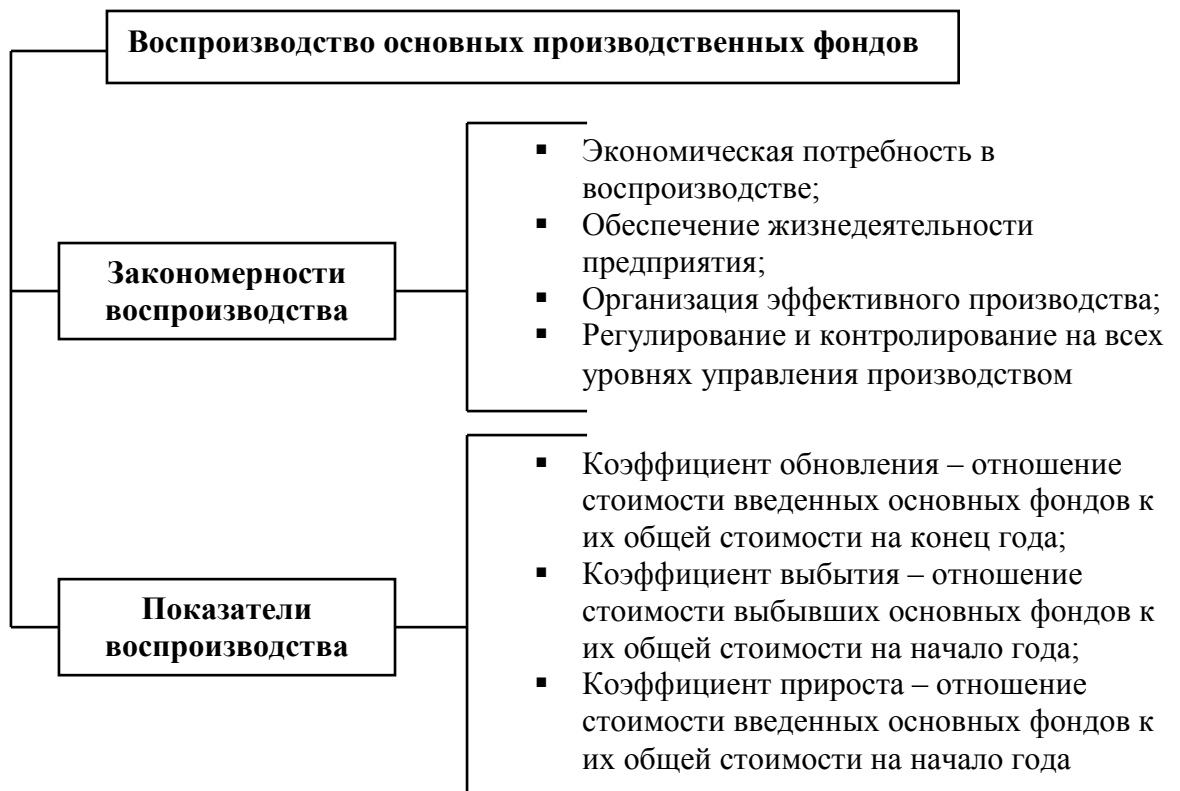 Воспроизводство основных производственных фондов
Закономерности
воспроизводства
▪ Экономическая потребность в
воспроизводстве;
▪ Обеспечение жизнедеятельности
предприятия;
▪ Организация эффективного производства;
▪ Регулирование и контролирование на всех
уровнях управления производством
Показатели
воспроизводства
▪ Коэффициент обновления – отношение
стоимости введенных основных фондов к
их общей стоимости на конец года;
▪ Коэффициент выбытия – отношение
стоимости выбывших основных фондов к
их общей стоимости на начало года;
▪ Коэффициент прироста – отношение
стоимости введенных основных фондов к
их общей стоимости на начало года